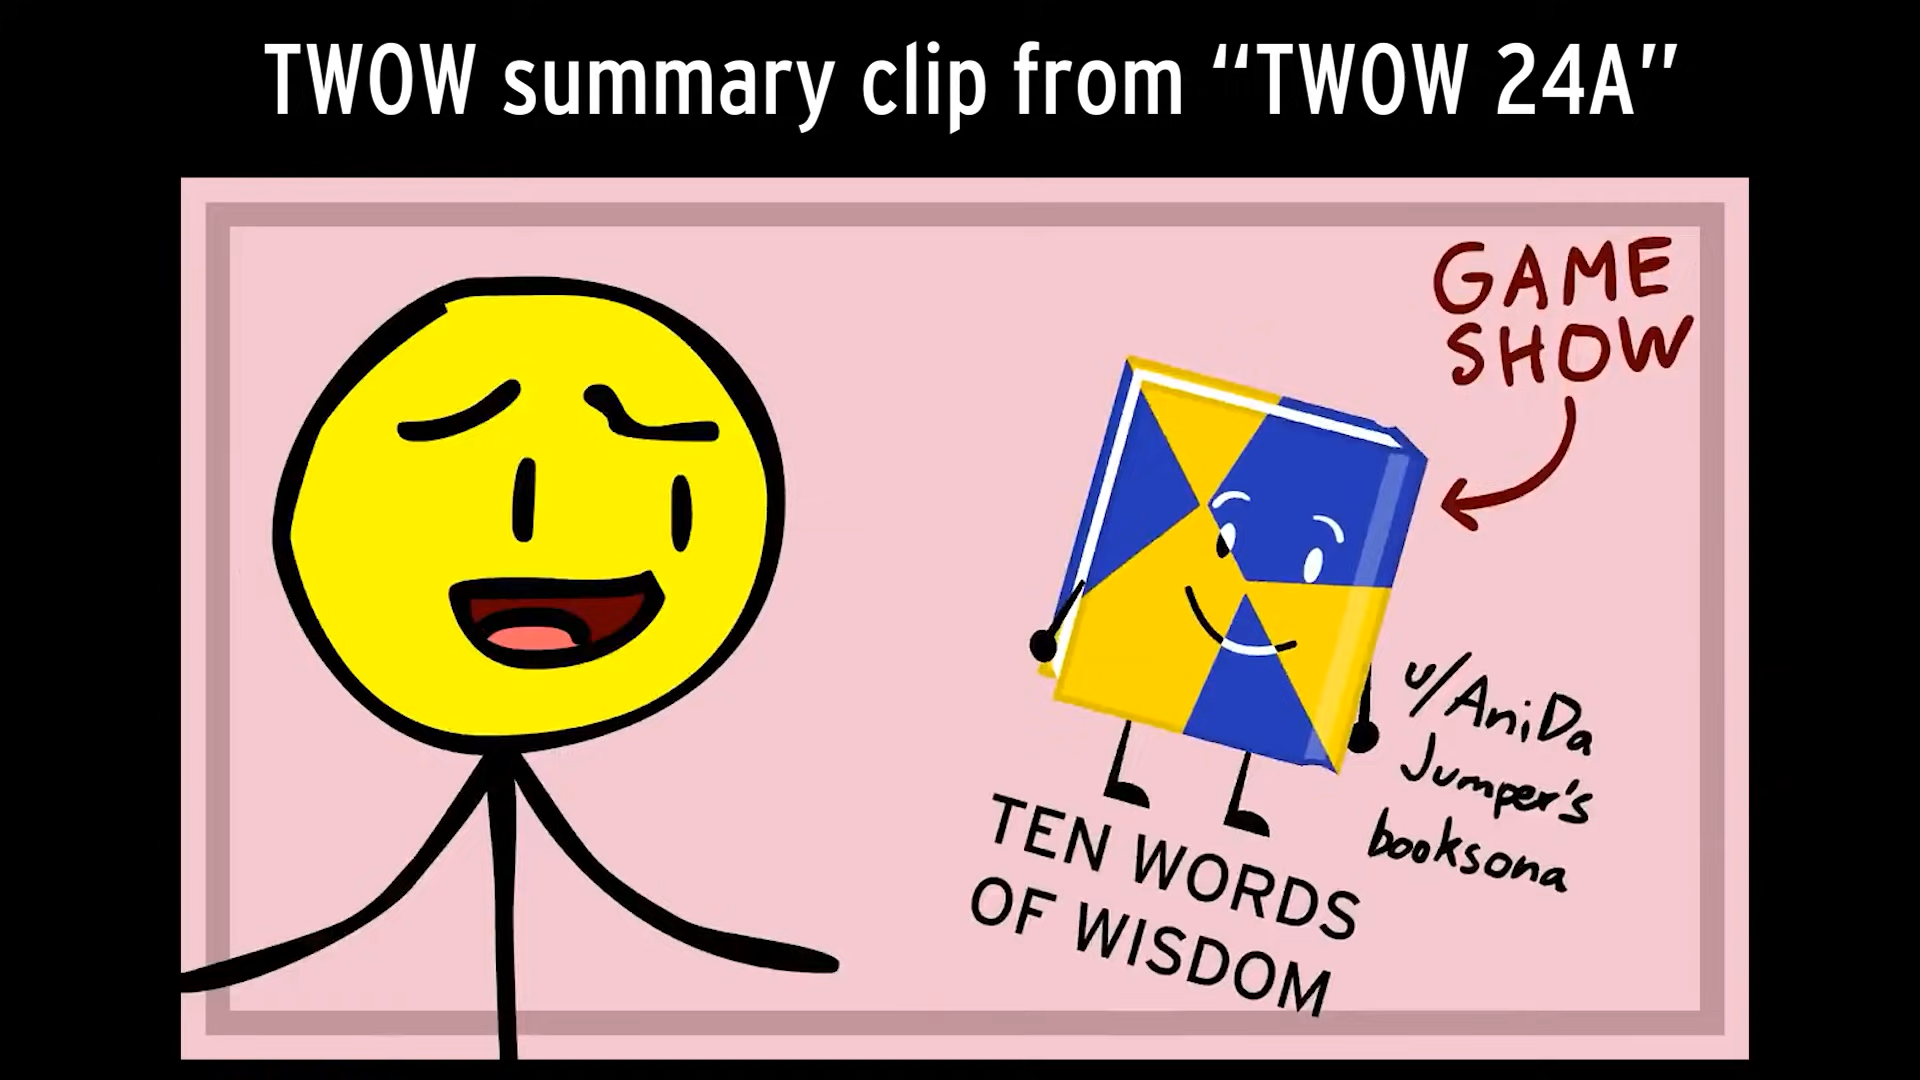 TWOW summary clip from “TWOW 24A”
GAME
SHOW
u/AniDa
Jumper's
booksona
TEN WORDS
OF WISDOM